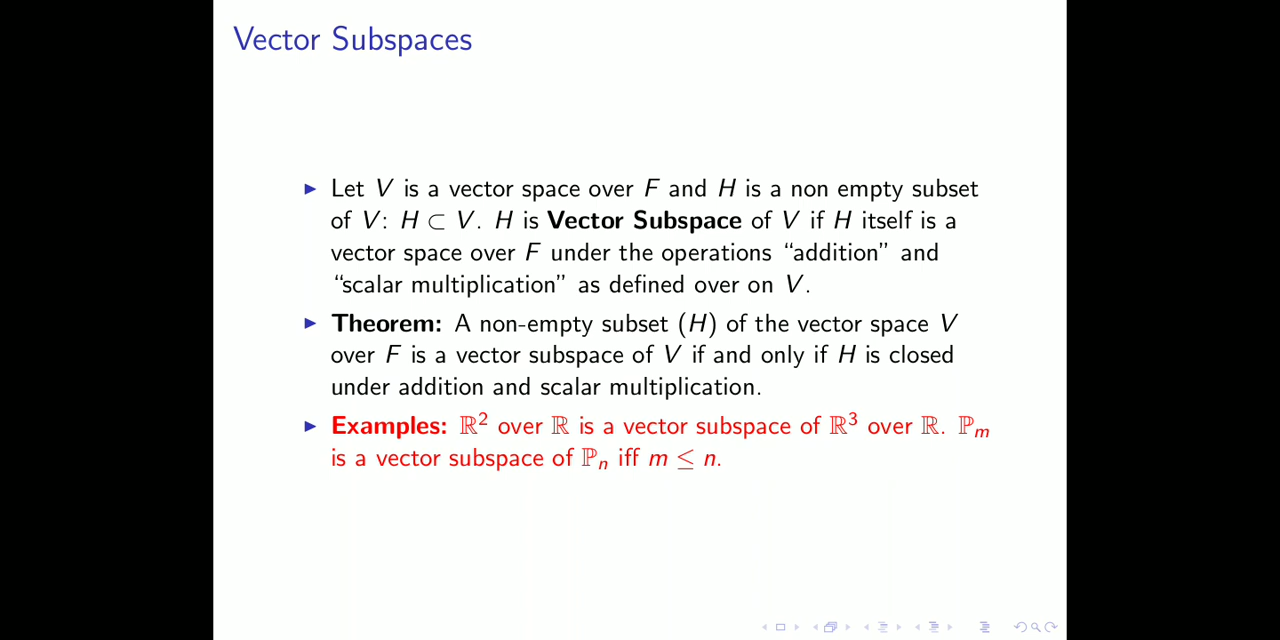 Vector Subspaces
▶ Let V is a vector space over F and H is a non empty subset
of V: H ⊂ V. H is Vector Subspace of V if H itself is a
vector space over F under the operations “addition” and
“scalar multiplication” as defined over on V.
▶ Theorem: A non-empty subset (H) of the vector space V
over F is a vector subspace of V if and only if H is closed
under addition and scalar multiplication.
▶ Examples: ℝ² over ℝ is a vector subspace of ℝ³ over ℝ. ℙₘ
is a vector subspace of ℙₙ iff m ≤ n.